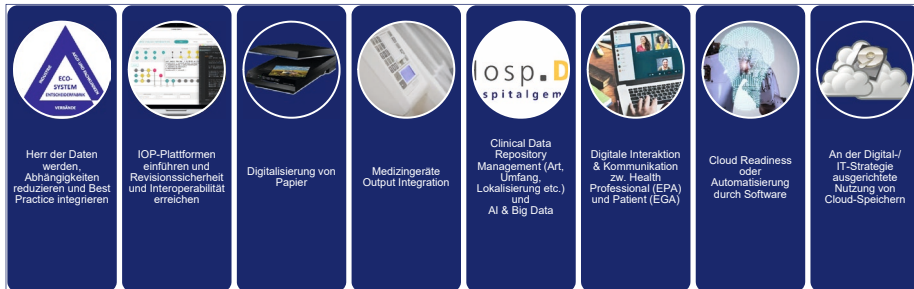 INDUSTRIE
ECO-
SYSTEM
ENTSCHEIDERFABRIK
VERBÄNDE
losp.D
spitalgem
Herr der Daten
werden,
Abhängigkeiten
reduzieren und Best
Practice integrieren
IOP-Plattformen
einführen und
Revisionssicherheit
und Interoperabilität
erreichen
Digitalisierung von
Papier
Medizingeräte
Output Integration
Clinical Data
Repository
Management (Art,
Umfang,
Lokalisierung etc.)
und
AI & Big Data
Digitale Interaktion
& Kommunikation
zw. Health
Professional (EPA)
und Patient (EGA)
Cloud Readiness
oder
Automatisierung
durch Software
An der Digital-/
IT-Strategie
ausgerichtete
Nutzung von
Cloud-Speichern